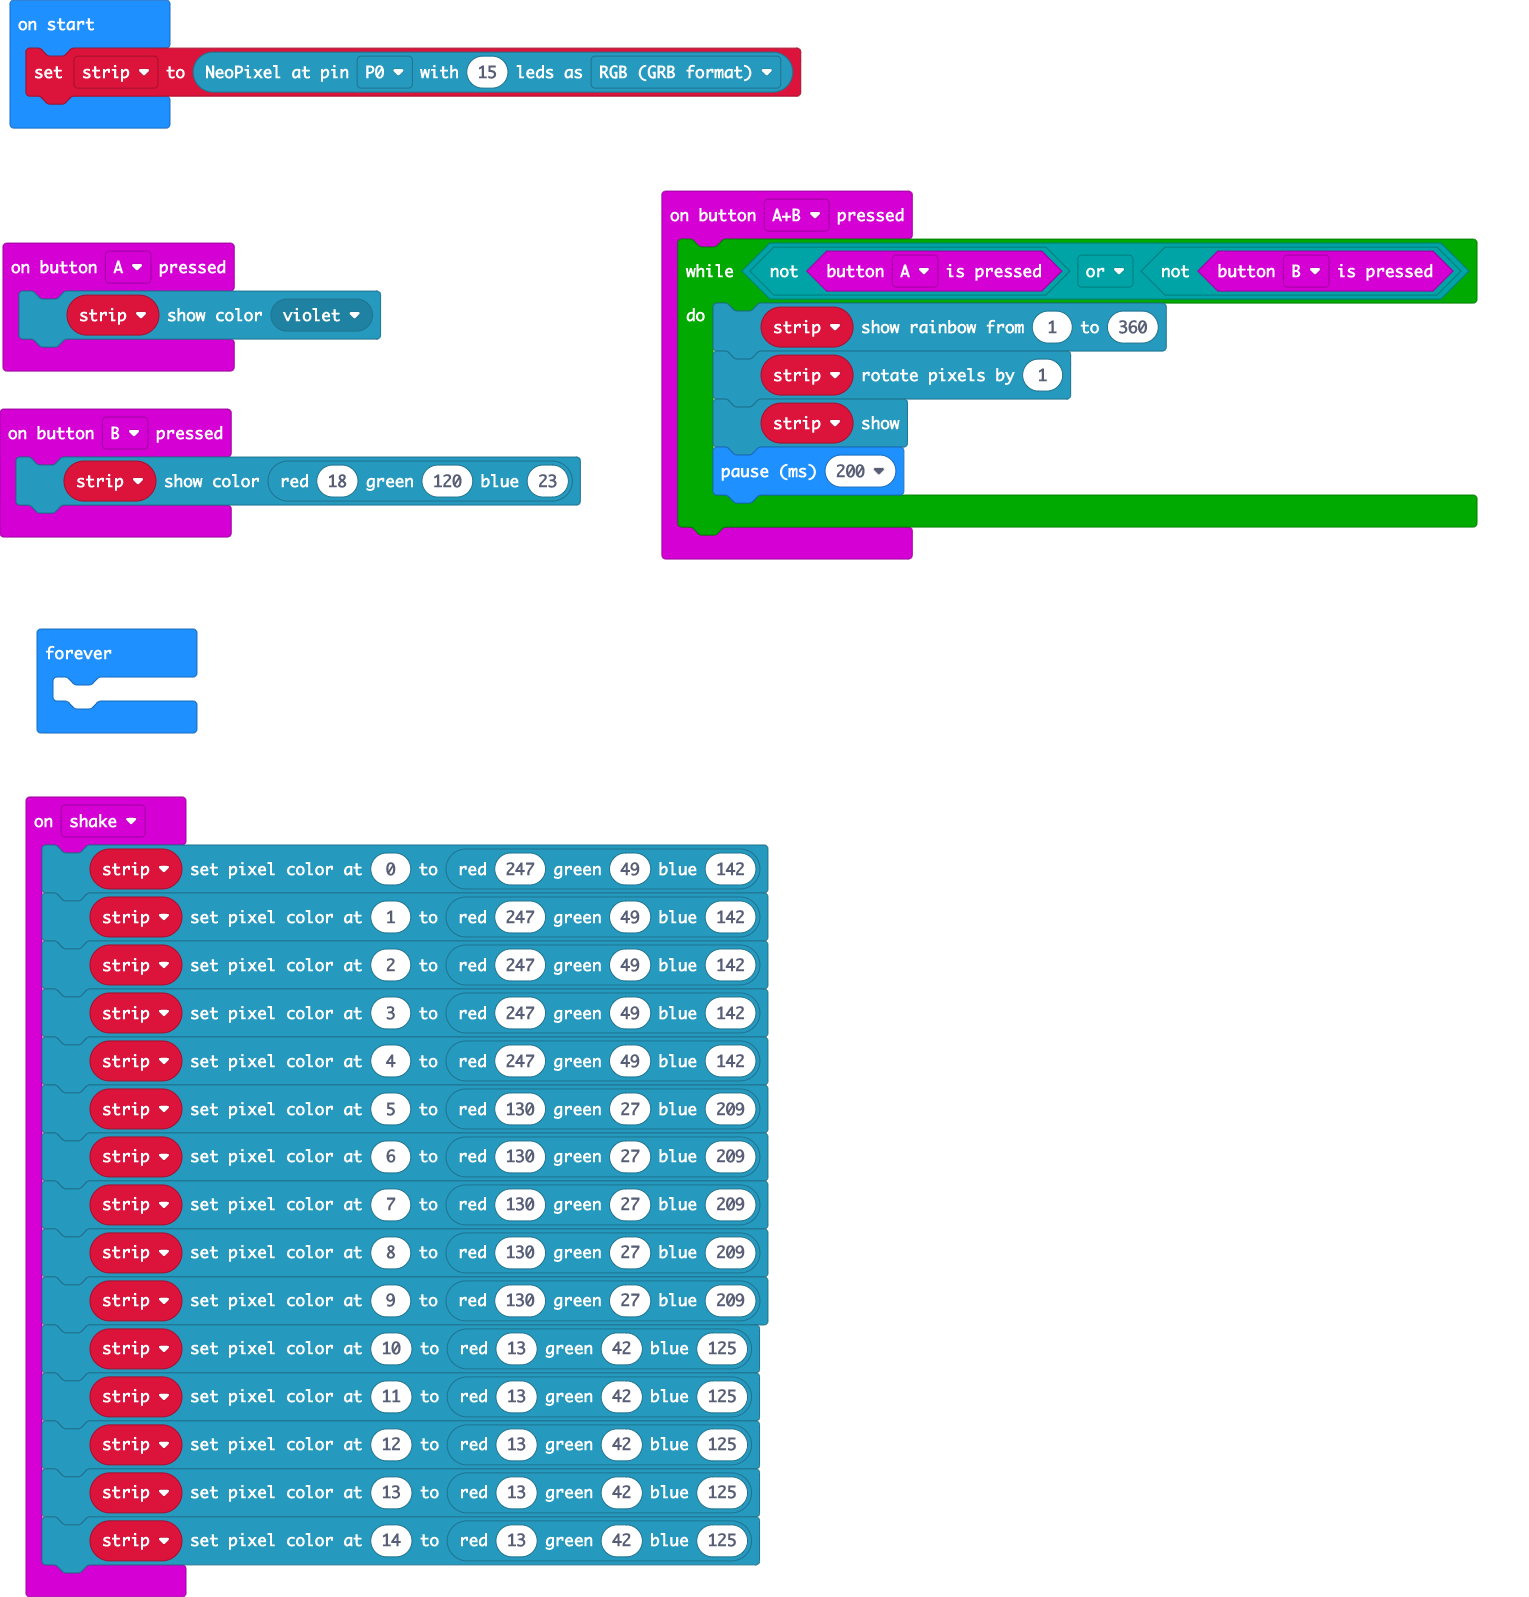 on start
set strip to NeoPixel at pin P0 with 15 leds as RGB (GRB format)
on button A pressed
strip show color violet
on button B pressed
strip show color red 18 green 120 blue 23
on button A+B pressed
while not button A is pressed or not button B is pressed
do
strip show rainbow from 1 to 360
strip rotate pixels by 1
strip show
pause (ms) 200
forever
on shake
strip set pixel color at 0 to red 247 green 49 blue 142
strip set pixel color at 1 to red 247 green 49 blue 142
strip set pixel color at 2 to red 247 green 49 blue 142
strip set pixel color at 3 to red 247 green 49 blue 142
strip set pixel color at 4 to red 247 green 49 blue 142
strip set pixel color at 5 to red 130 green 27 blue 209
strip set pixel color at 6 to red 130 green 27 blue 209
strip set pixel color at 7 to red 130 green 27 blue 209
strip set pixel color at 8 to red 130 green 27 blue 209
strip set pixel color at 9 to red 130 green 27 blue 209
strip set pixel color at 10 to red 13 green 42 blue 125
strip set pixel color at 11 to red 13 green 42 blue 125
strip set pixel color at 12 to red 13 green 42 blue 125
strip set pixel color at 13 to red 13 green 42 blue 125
strip set pixel color at 14 to red 13 green 42 blue 125